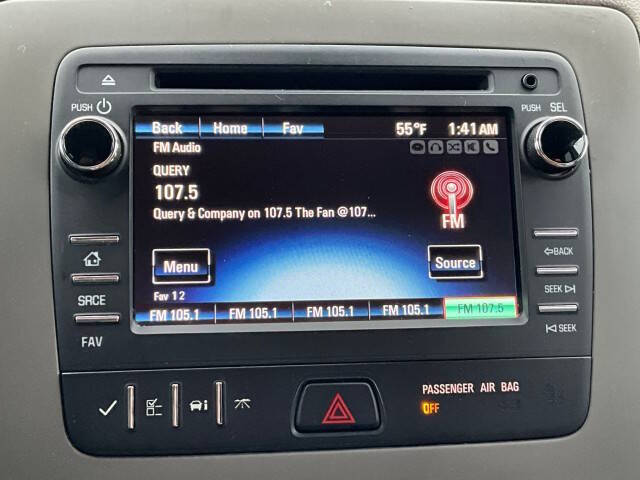 PUSH
PUSH SEL
Back Home Fav 55°F 1:41 AM
FM Audio
QUERY
107.5
Query & Company on 107.5 The Fan @107...
FM
Menu
Source
Fav 1 2
FM 105.1 FM 105.1 FM 105.1 FM 105.1 FM 107.5
SRCE
FAV
BACK
SEEK
SEEK
PASSENGER AIR BAG
OFF